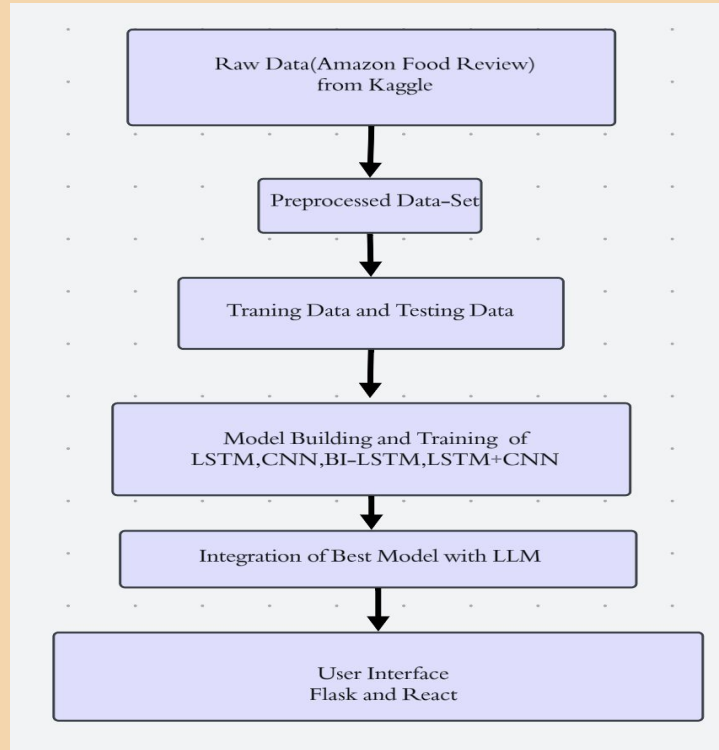 Raw Data(Amazon Food Review)
from Kaggle
Preprocessed Data-Set
Traning Data and Testing Data
Model Building and Training of
LSTM,CNN,BI-LSTM,LSTM+CNN
Integration of Best Model with LLM
User Interface
Flask and React